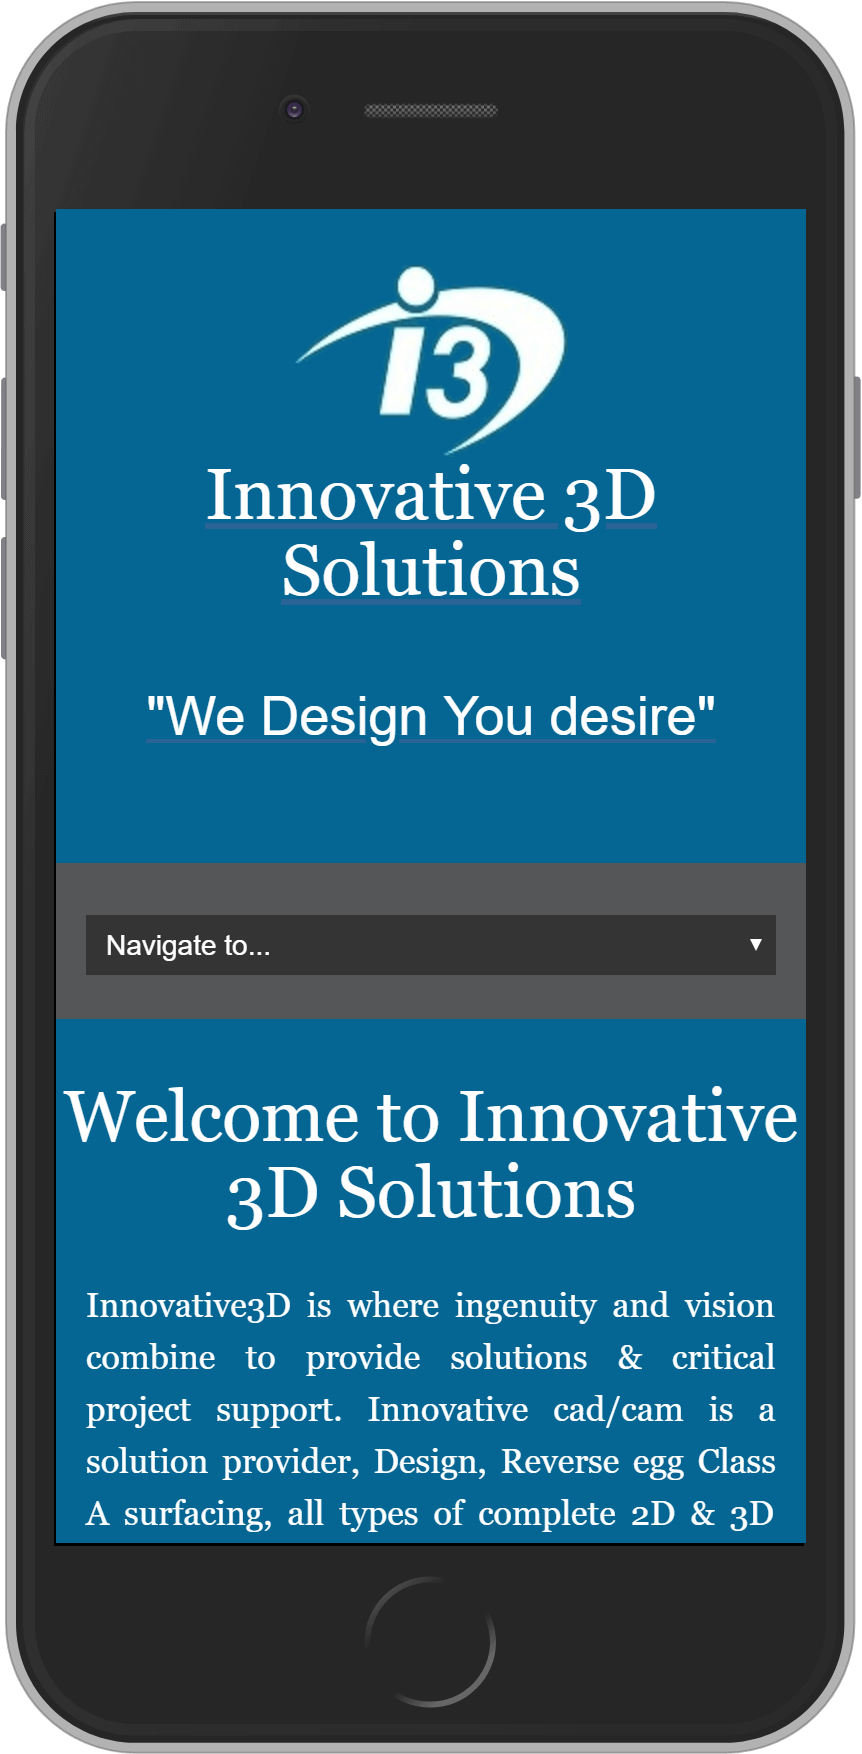 i3
Innovative 3D
Solutions
"We Design You desire"
Navigate to...
Welcome to Innovative
3D Solutions
Innovative3D is where ingenuity and vision
combine to provide solutions & critical
project support. Innovative cad/cam is a
solution provider, Design, Reverse egg Class
A surfacing, all types of complete 2D & 3D